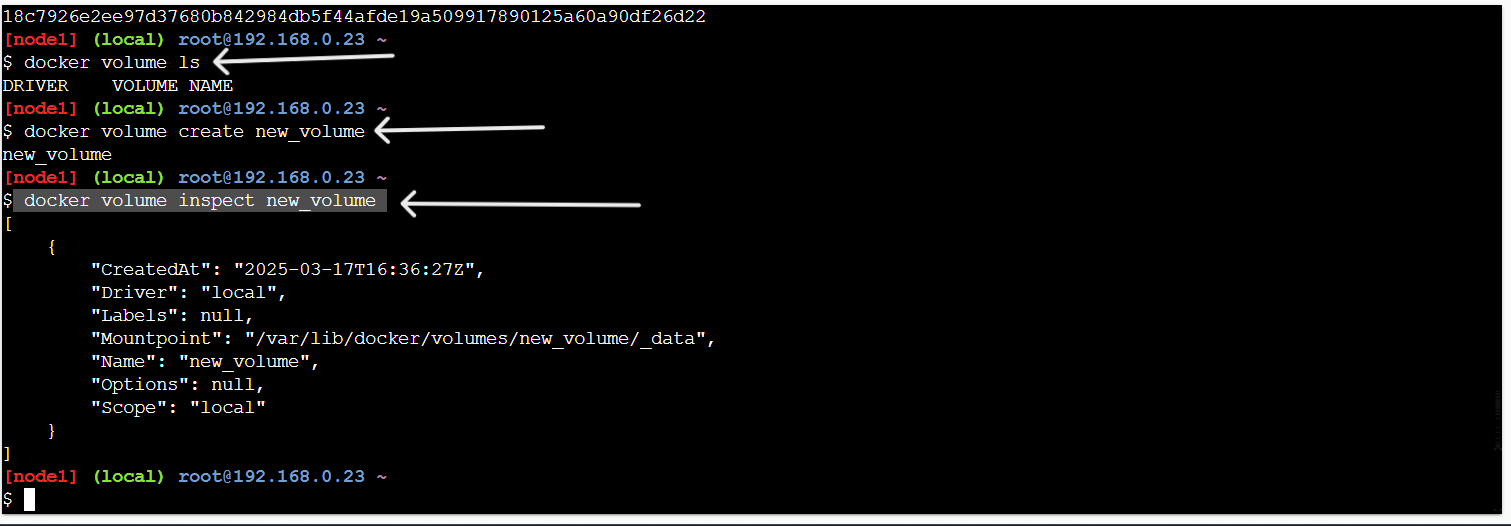 18c7926e2ee97d37680b842984db5f44afde19a509917890125a60a90df26d22
[node1] (local) root@192.168.0.23 ~
$ docker volume ls
DRIVER    VOLUME NAME
[node1] (local) root@192.168.0.23 ~
$ docker volume create new_volume
new_volume
[node1] (local) root@192.168.0.23 ~
$ docker volume inspect new_volume
[
    {
        "CreatedAt": "2025-03-17T16:36:27Z",
        "Driver": "local",
        "Labels": null,
        "Mountpoint": "/var/lib/docker/volumes/new_volume/_data",
        "Name": "new_volume",
        "Options": null,
        "Scope": "local"
    }
]
[node1] (local) root@192.168.0.23 ~
$